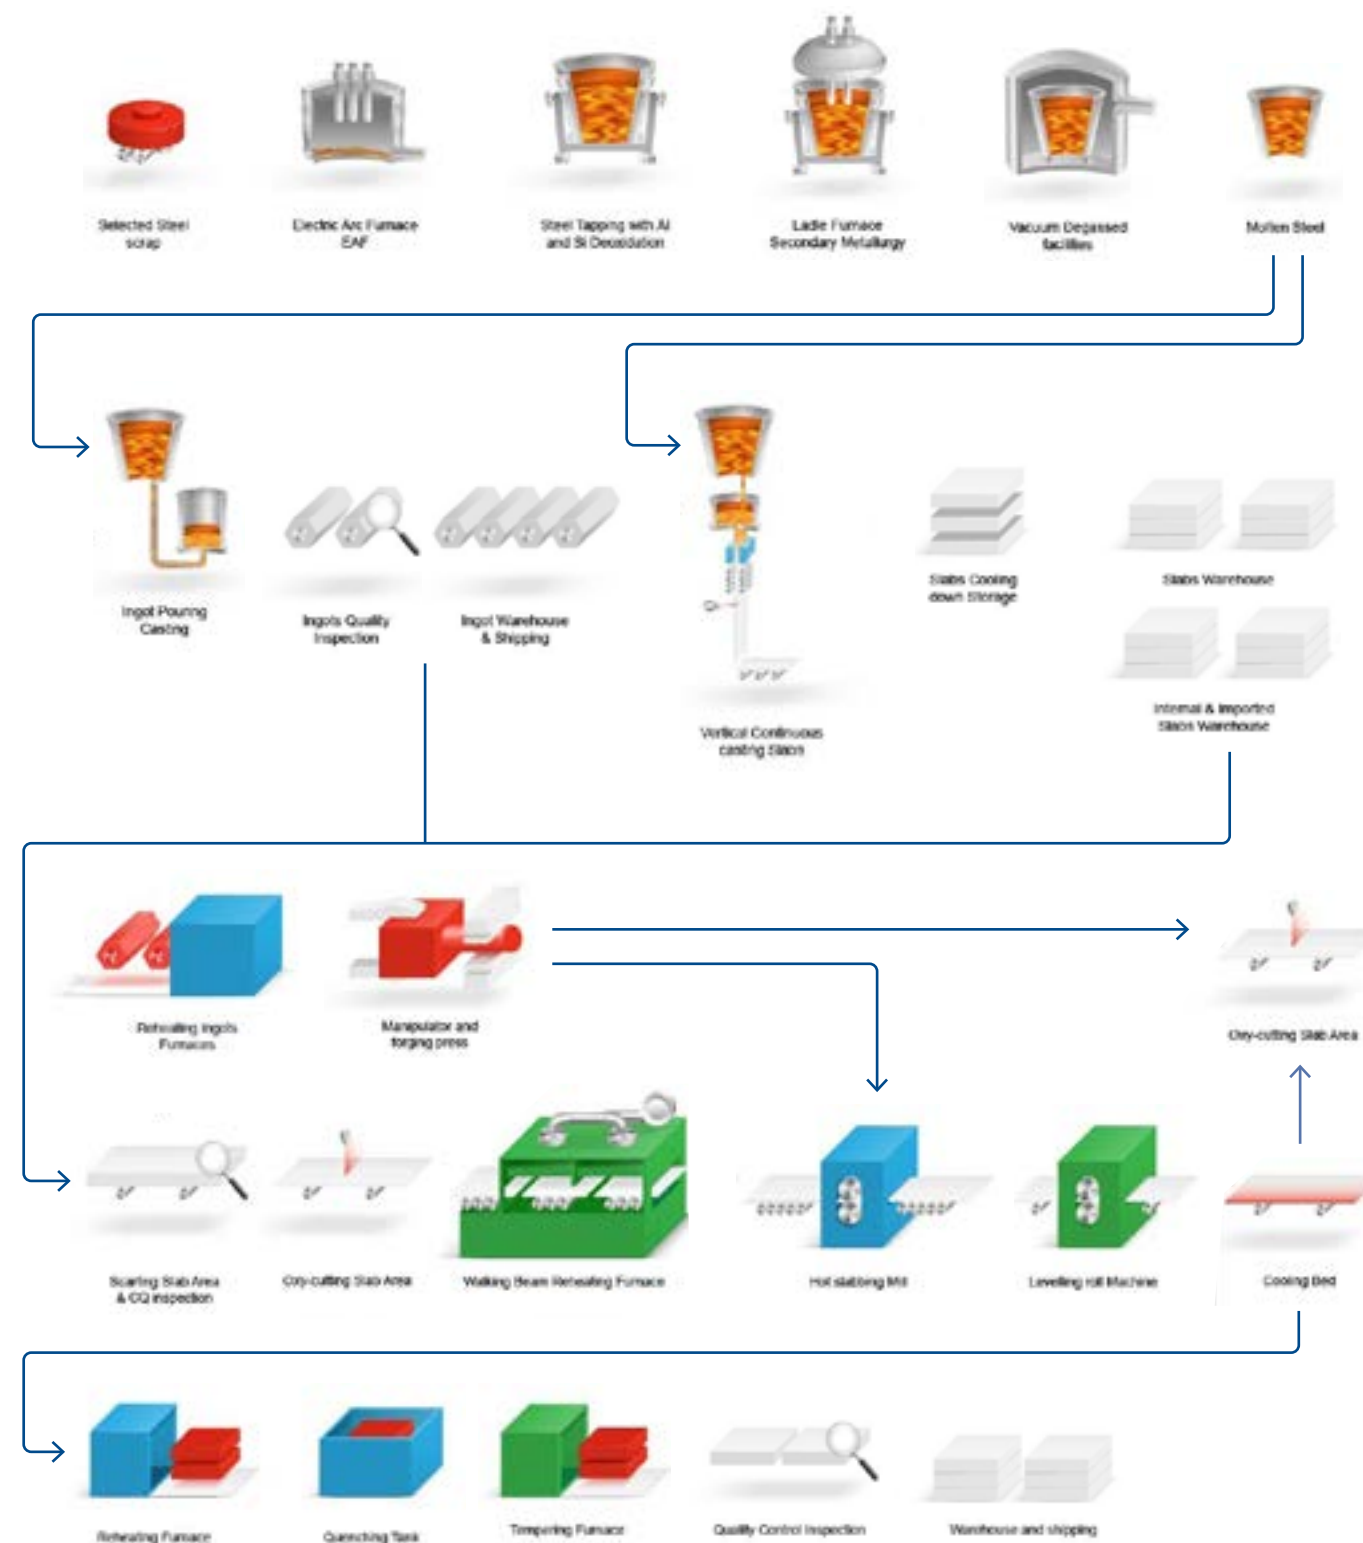 Selected Steel
scrap
Electric Arc Furnace
EAF
Steel Tapping with Al
and Si Deoxidation
Ladle Furnace
Secondary Metallurgy
Vacuum Degassed
facilities
Molten Steel
Ingot Pouring
Casting
Ingots Quality
Inspection
Ingot Warehouse
& Shipping
Vertical Continuous
casting Slabs
Slabs Cooling
down Storage
Slabs Warehouse
Internal & Imported
Slabs Warehouse
Reheating Ingots
Furnaces
Manipulator and
forging press
Oxy-cutting Slab Area
Scarfing Slab Area
& CQ inspection
Oxy-cutting Slab Area
Walking Beam Reheating Furnace
Hot slabbing Mill
Levelling roll Machine
Cooling Bed
Reheating Furnace
Quenching Tank
Tempering Furnace
Quality Control Inspection
Warehouse and shipping